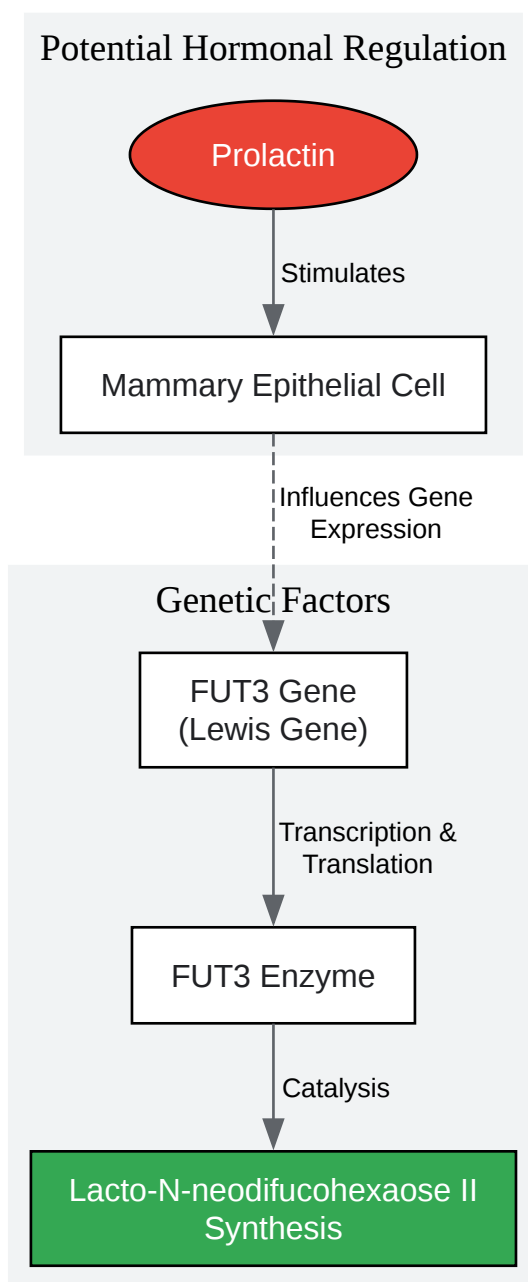 Potential Hormonal Regulation
Prolactin
Stimulates
Mammary Epithelial Cell
Influences Gene
Expression
Genetic Factors
FUT3 Gene
(Lewis Gene)
Transcription &
Translation
FUT3 Enzyme
Catalysis
Lacto-N-neodifucohexaose II
Synthesis